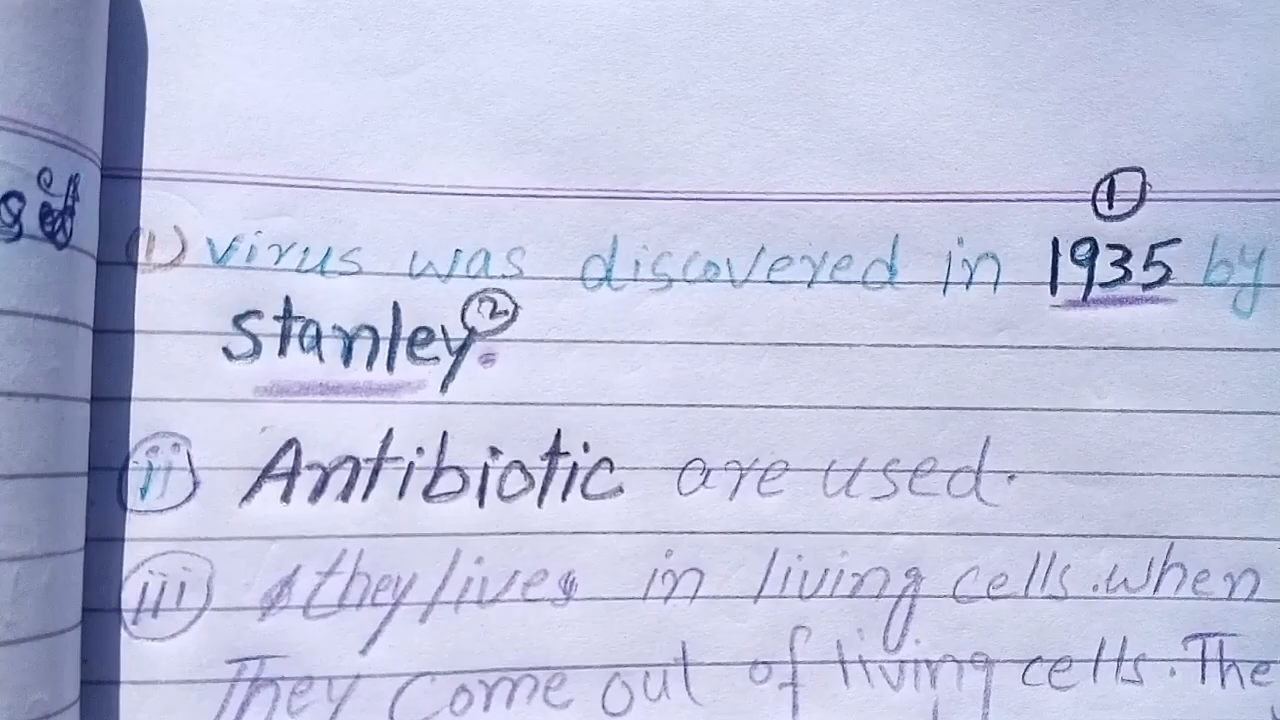 ①
(i) virus was discovered in 1935 by
stanley②.
(ii) Antibiotic are used.
(iii) they lives in living cells. when
They come out of living cells. The